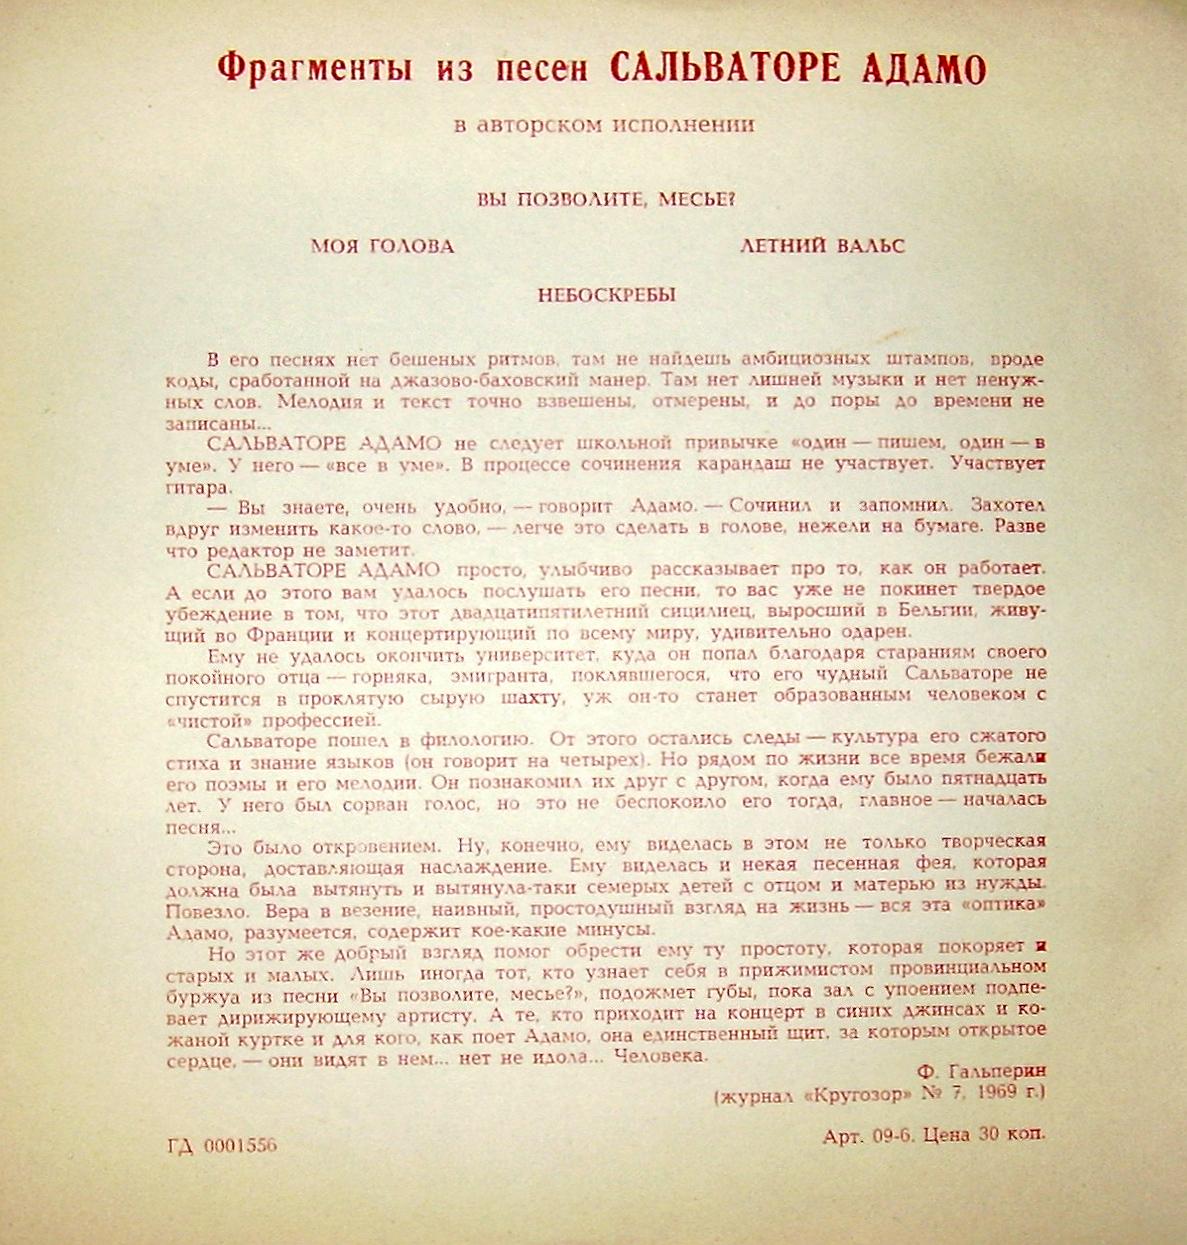 Фрагменты из песен САЛЬВАТОРЕ АДАМО
в авторском исполнении
ВЫ ПОЗВОЛИТЕ, МЕСЬЕ?
МОЯ ГОЛОВА ЛЕТНИЙ ВАЛЬС
НЕБОСКРЕБЫ
В его песнях нет бешеных ритмов, там не найдешь амбициозных штампов, вроде
коды, сработанной на джазово-баховский манер. Там нет лишней музыки и нет ненуж-
ных слов. Мелодия и текст точно взвешены, отмерены, и до поры до времени не
записаны...
САЛЬВАТОРЕ АДАМО не следует школьной привычке «один — пишем, один — в
уме». У него — «все в уме». В процессе сочинения карандаш не участвует. Участвует
гитара.
— Вы знаете, очень удобно, — говорит Адамо. — Сочинил и запомнил. Захотел
вдруг изменить какое-то слово, — легче это сделать в голове, нежели на бумаге. Разве
что редактор не заметит.
САЛЬВАТОРЕ АДАМО просто, улыбчиво рассказывает про то, как он работает.
А если до этого вам удалось послушать его песни, то вас уже не покинет твердое
убеждение в том, что этот двадцатипятилетний сицилиец, выросший в Бельгии, живу-
щий во Франции и концертирующий по всему миру, удивительно одарен.
Ему не удалось окончить университет, куда он попал благодаря стараниям своего
покойного отца — горняка, эмигранта, поклявшегося, что его чудный Сальваторе не
спустится в проклятую сырую шахту, уж он-то станет образованным человеком с
«чистой» профессией.
Сальваторе пошел в филологию. От этого остались следы — культура его сжатого
стиха и знание языков (он говорит на четырех). Но рядом по жизни все время бежали
его поэмы и его мелодии. Он познакомил их друг с другом, когда ему было пятнадцать
лет. У него был сорван голос, но это не беспокоило его тогда, главное — началась
песня...
Это было откровением. Ну, конечно, ему виделась в этом не только творческая
сторона, доставляющая наслаждение. Ему виделась и некая песенная фея, которая
должна была вытянуть и вытянула-таки семерых детей с отцом и матерью из нужды.
Повезло. Вера в везение, наивный, простодушный взгляд на жизнь — вся эта «оптика»
Адамо, разумеется, содержит кое-какие минусы.
Но этот же добрый взгляд помог обрести ему ту простоту, которая покоряет и
старых и малых. Лишь иногда тот, кто узнает себя в прижимистом провинциальном
буржуа из песни «Вы позволите, месье?», подожмет губы, пока зал с упоением подпе-
вает дирижирующему артисту. А те, кто приходит на концерт в синих джинсах и ко-
жаной куртке и для кого, как поет Адамо, она единственный щит, за которым открытое
сердце, — они видят в нем... нет не идола... Человека.
Ф. Гальперин
(журнал «Кругозор» № 7, 1969 г.)
ГД 0001556 Арт. 09-6. Цена 30 коп.